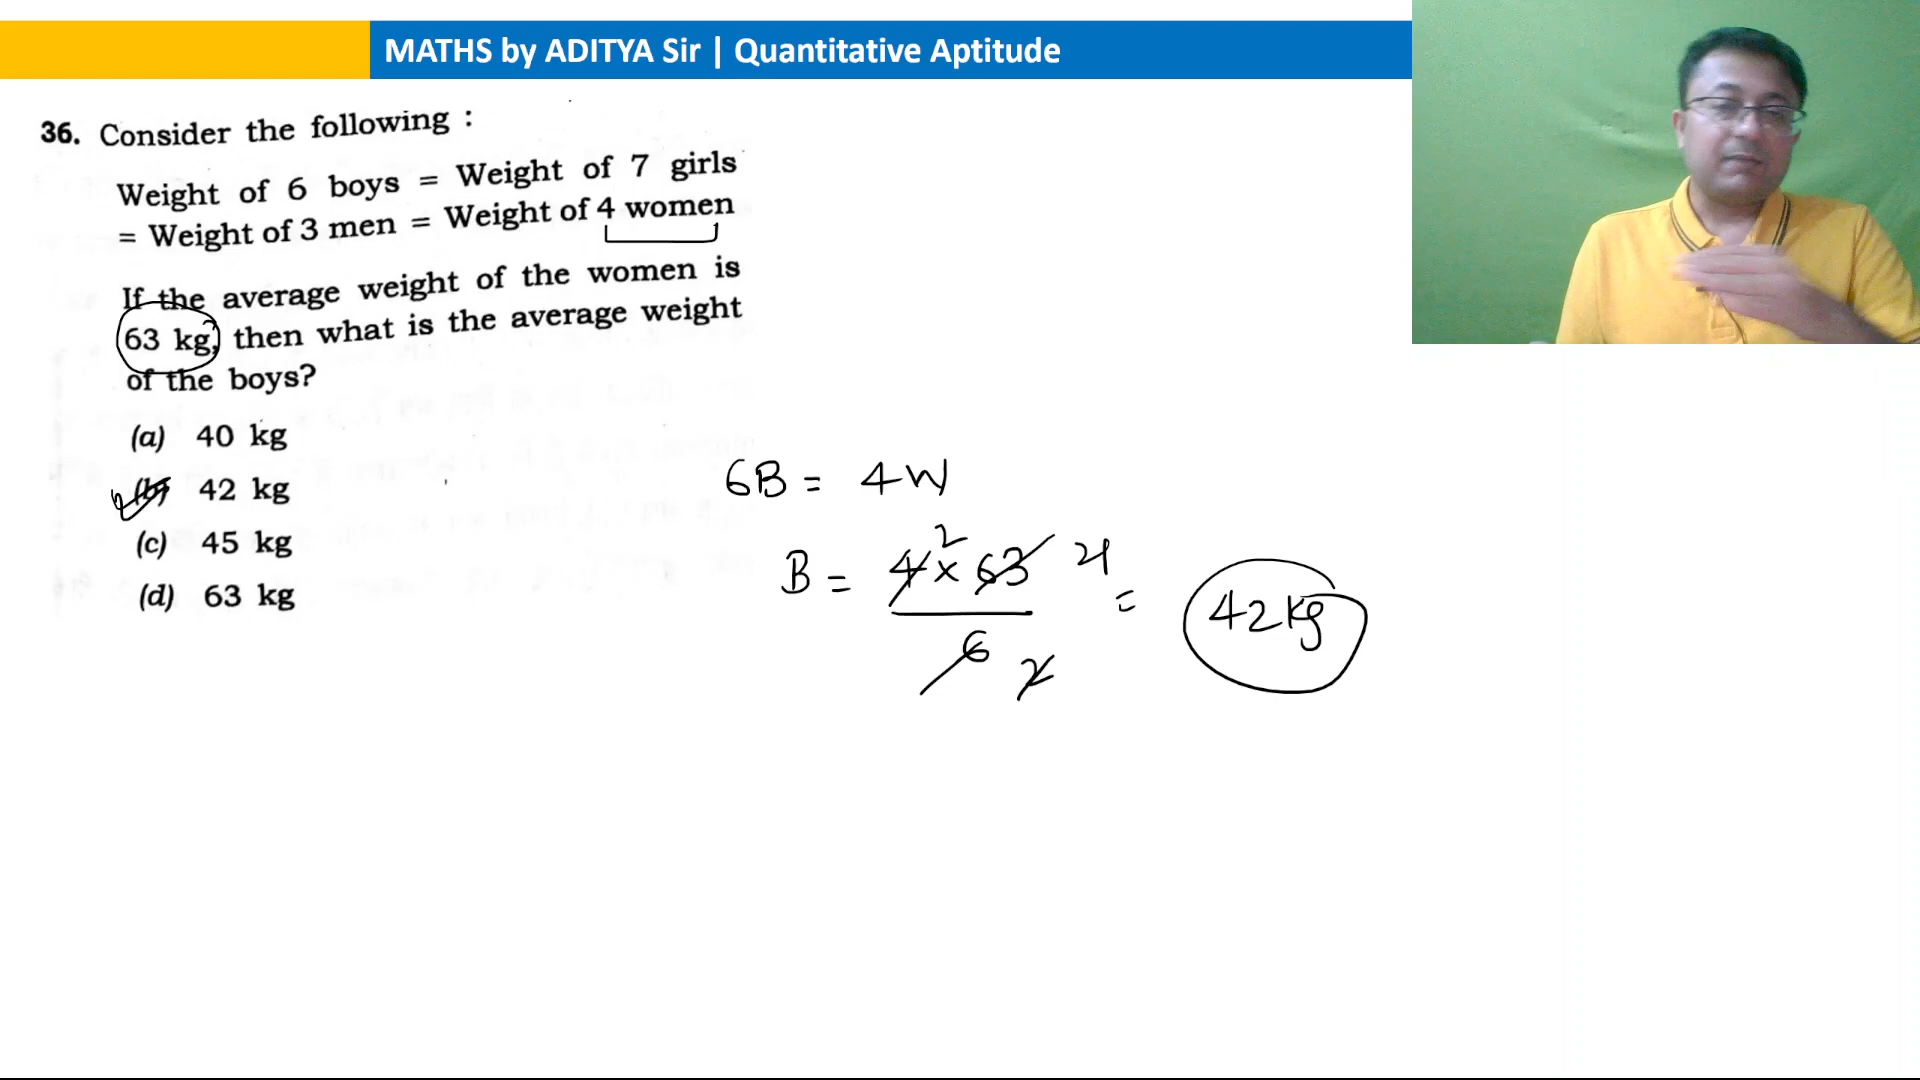 MATHS by ADITYA Sir | Quantitative Aptitude
36. Consider the following :
Weight of 6 boys = Weight of 7 girls
= Weight of 3 men = Weight of 4 women
If the average weight of the women is
63 kg, then what is the average weight
of the boys?
(a) 40 kg
(b) 42 kg
(c) 45 kg
(d) 63 kg
6B = 4W
2
B = 4 x 63 21
= 42 kg
6 2